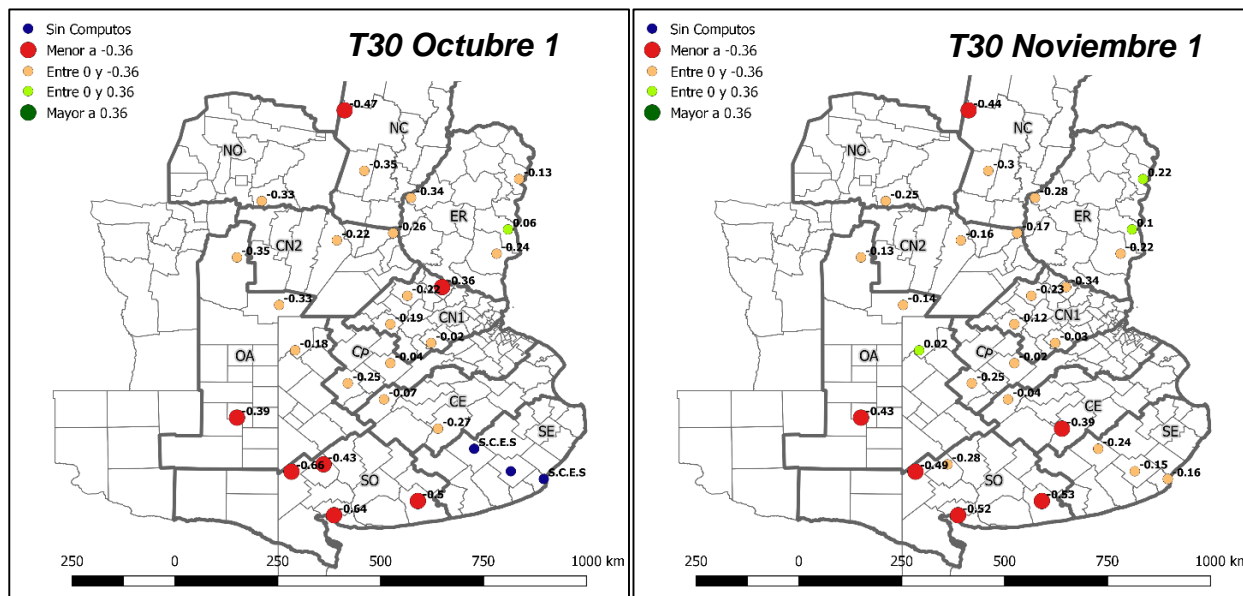 Sin Computos
Menor a -0.36
Entre 0 y -0.36
Entre 0 y 0.36
Mayor a 0.36
T30 Octubre 1
-0.47
NC
NO
-0.35
-0.13
-0.33
-0.34
ER
0.06
-0.26
-0.22
CN2
-0.24
-0.35
-0.36
-0.22
-0.33
-0.19
CN1
-0.02
-0.18
CP
OA
-0.04
-0.25
-0.07
CE
-0.39
-0.27
SE
S.C.E.S
-0.43
-0.66
SO
S.C.E.S
-0.5
-0.64
250
0
250
500
750
1000 km
Sin Computos
Menor a -0.36
Entre 0 y -0.36
Entre 0 y 0.36
Mayor a 0.36
T30 Noviembre 1
-0.44
NC
NO
-0.3
0.22
-0.25
-0.28
ER
0.1
-0.17
-0.16
CN2
-0.22
-0.13
-0.34
-0.23
-0.14
-0.12
CN1
-0.03
0.02
CP
OA
-0.02
-0.25
-0.04
CE
-0.43
-0.39
SE
-0.24
-0.28
-0.49
SO
-0.15
-0.16
-0.53
-0.52
250
0
250
500
750
1000 km